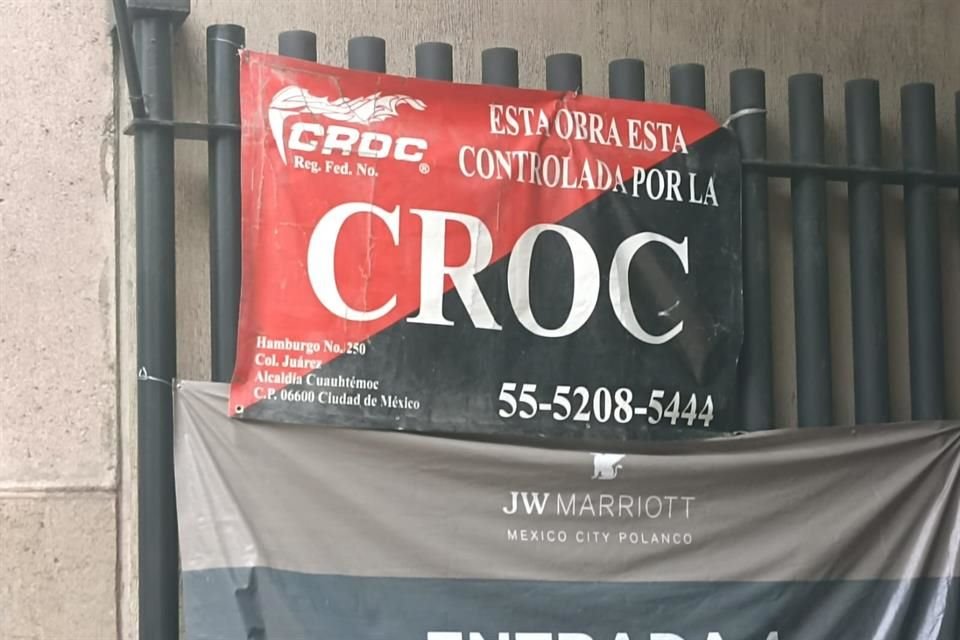 CROC
Reg. Fed. No. ®
ESTA OBRA ESTA
CONTROLADA POR LA
CROC
Hamburgo No. 250
Col. Juárez
Alcaldía Cuauhtémoc
C.P. 06600 Ciudad de México
55-5208-5444
JW MARRIOTT
MEXICO CITY POLANCO
ENTRADA